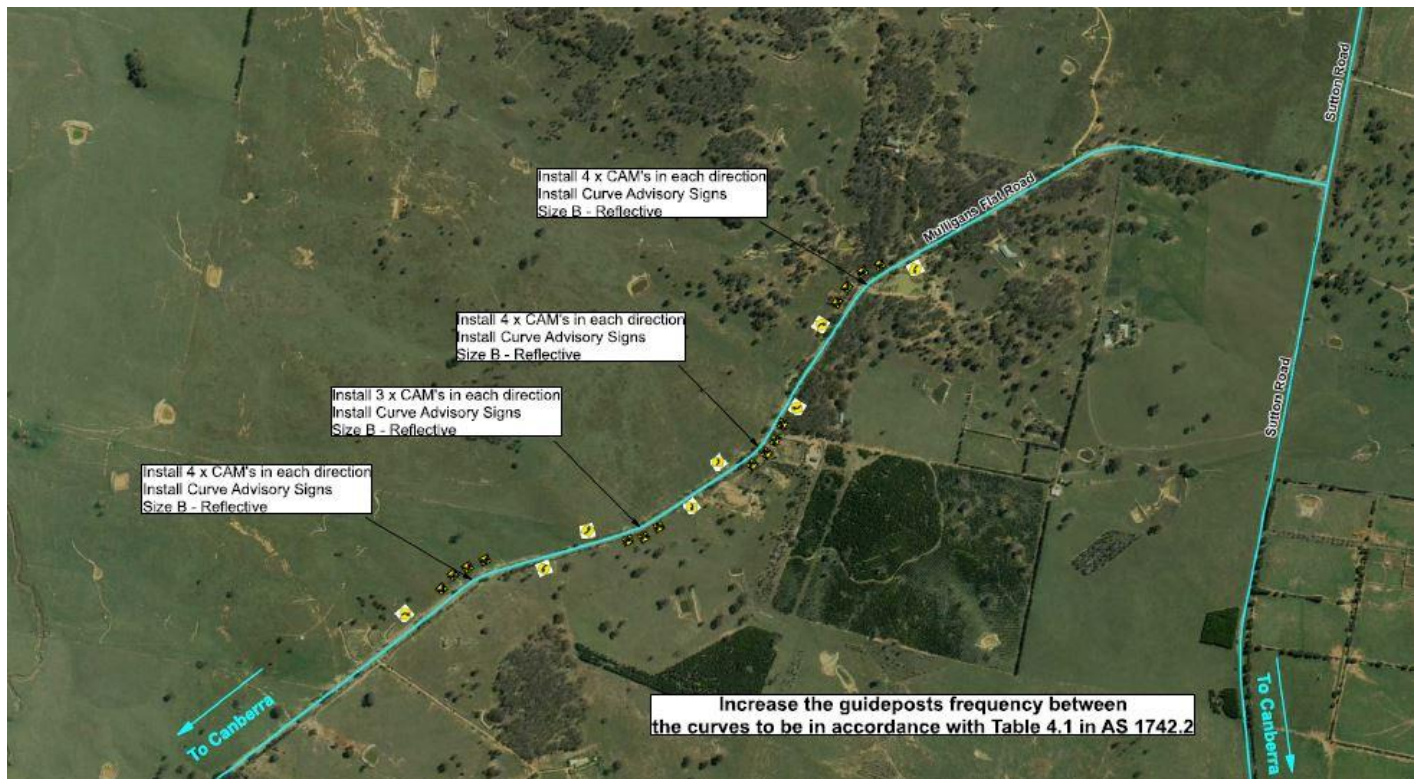 Sutton Road
Install 4 x CAM's in each direction
Install Curve Advisory Signs
Size B - Reflective
Mulligans Flat Road
Install 4 x CAM's in each direction
Install Curve Advisory Signs
Size B - Reflective
Install 3 x CAM's in each direction
Install Curve Advisory Signs
Size B - Reflective
Sutton Road
Install 4 x CAM's in each direction
Install Curve Advisory Signs
Size B - Reflective
To Canberra
To Canberra
Increase the guideposts frequency between
the curves to be in accordance with Table 4.1 in AS 1742.2